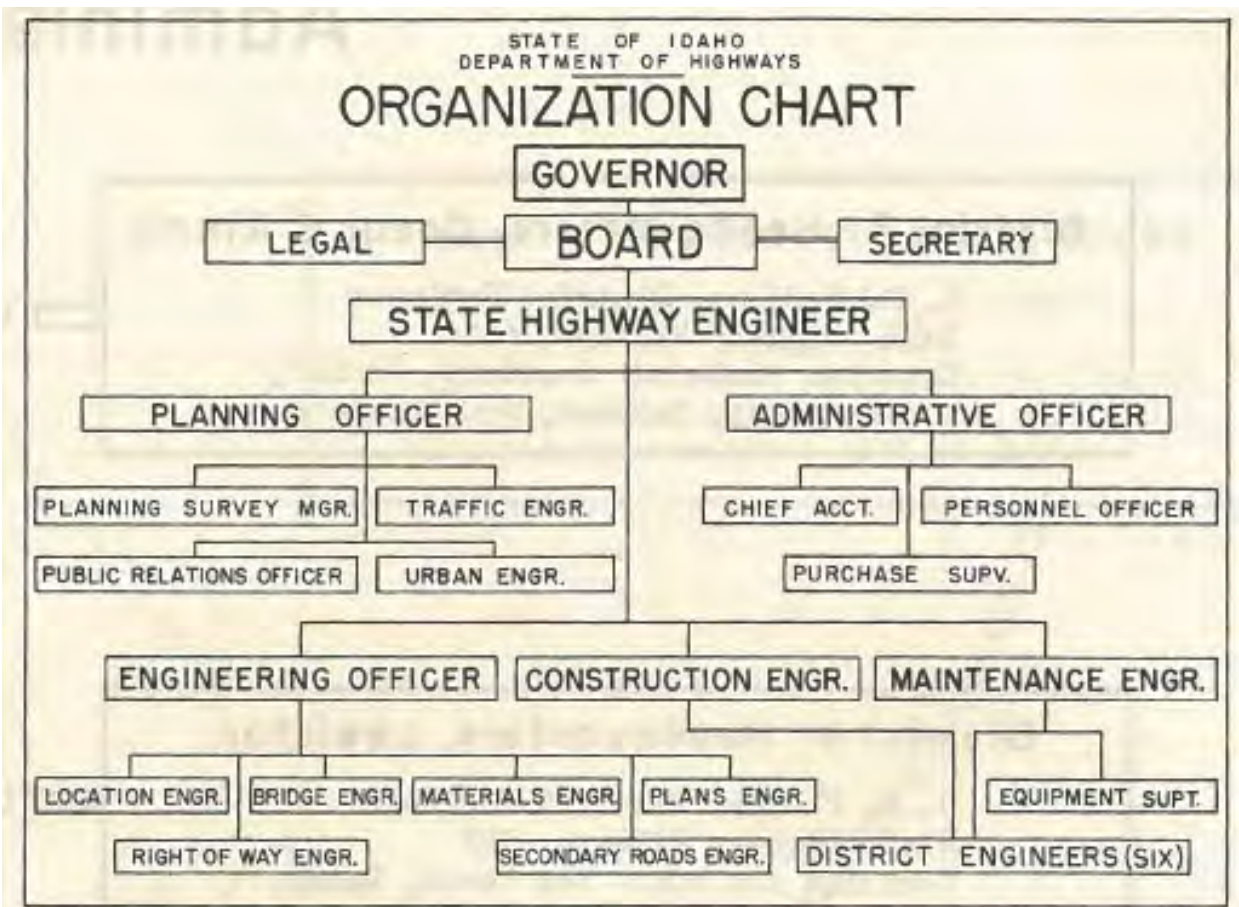 STATE OF IDAHO
DEPARTMENT OF HIGHWAYS
ORGANIZATION CHART
GOVERNOR
LEGAL
BOARD
SECRETARY
STATE HIGHWAY ENGINEER
PLANNING OFFICER
ADMINISTRATIVE OFFICER
PLANNING SURVEY MGR.
TRAFFIC ENGR.
CHIEF ACCT.
PERSONNEL OFFICER
PUBLIC RELATIONS OFFICER
URBAN ENGR.
PURCHASE SUPV.
ENGINEERING OFFICER
CONSTRUCTION ENGR.
MAINTENANCE ENGR.
LOCATION ENGR.
BRIDGE ENGR.
MATERIALS ENGR.
PLANS ENGR.
EQUIPMENT SUPT.
RIGHT OF WAY ENGR.
SECONDARY ROADS ENGR.
DISTRICT ENGINEERS (SIX)